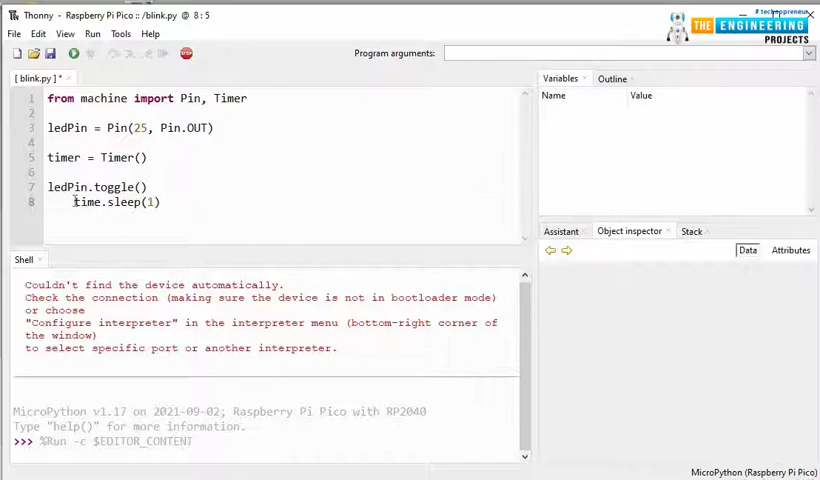 Thonny - Raspberry Pi Pico :: /blink.py @ 8 : 5
# techeppreneur
THE ENGINEERING
PROJECTS
File Edit View Run Tools Help
Program arguments:
[ blink.py ] *
Variables
Outline
1 from machine import Pin, Timer
2
3 ledPin = Pin(25, Pin.OUT)
4
5 timer = Timer()
6
7 ledPin.toggle()
8 time.sleep(1)
Name Value
Assistant Object inspector Stack
Data Attributes
Shell
Couldn't find the device automatically.
Check the connection (making sure the device is not in bootloader mode)
or choose
"Configure interpreter" in the interpreter menu (bottom-right corner of
the window)
to select specific port or another interpreter.
MicroPython v1.17 on 2021-09-02; Raspberry Pi Pico with RP2040
Type "help()" for more information.
>>> %Run -c $EDITOR_CONTENT
MicroPython (Raspberry Pi Pico)